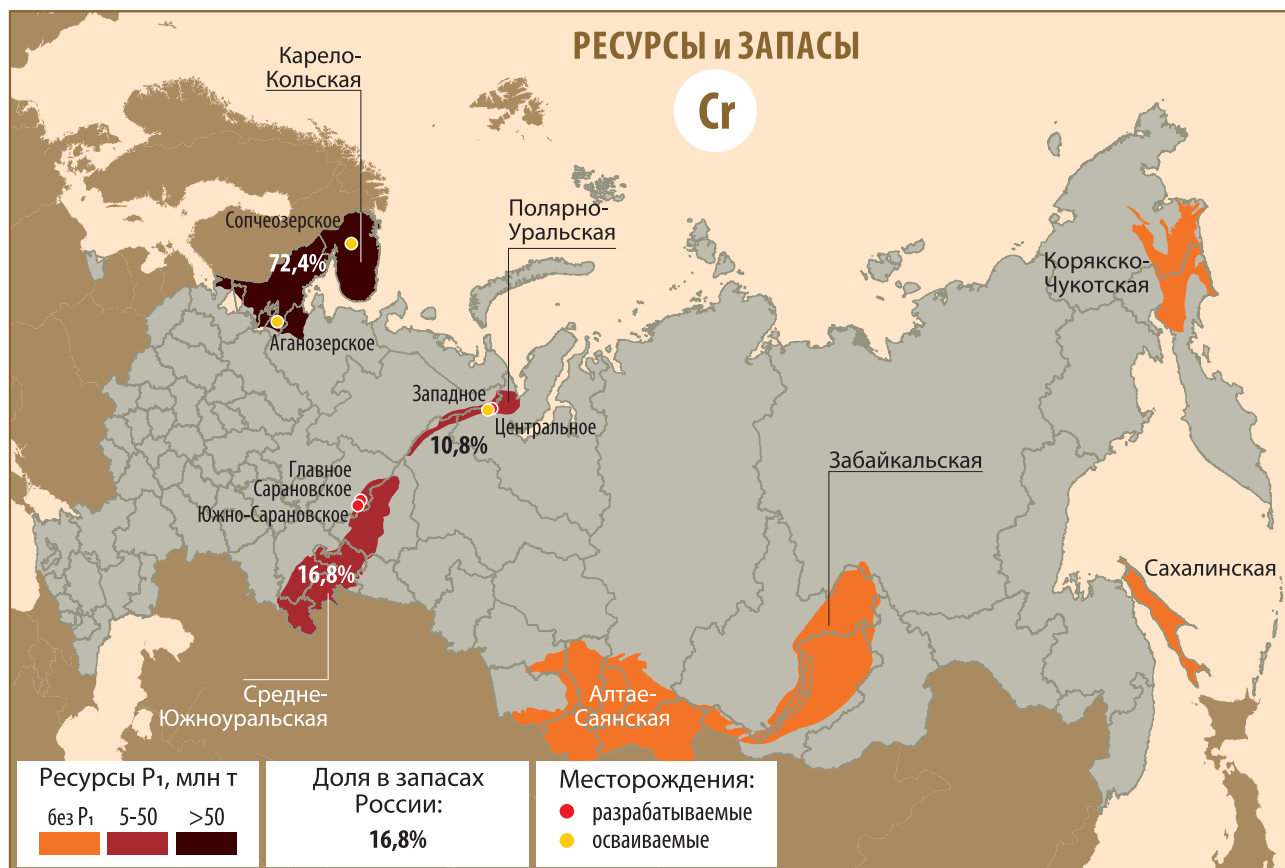 РЕСУРСЫ и ЗАПАСЫ
Cr
Карело-
Кольская
Сопчеозерское
72,4%
Аганозерское
Полярно-
Уральская
Западное
Центральное
10,8%
Корякско-
Чукотская
Главное
Сарановское
Южно-Сарановское
16,8%
Забайкальская
Сахалинская
Средне-
Южноуральская
Алтае-
Саянская
Ресурсы P₁, млн т
без P₁
5-50
>50
Доля в запасах
России:
16,8%
Месторождения:
разрабатываемые
осваиваемые